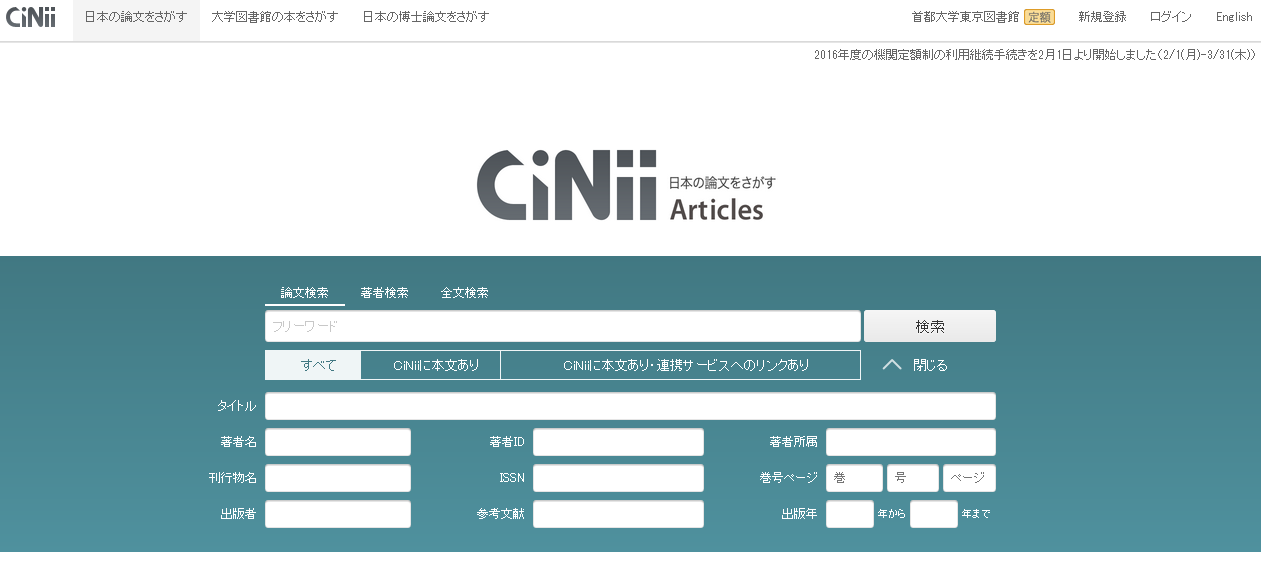 CiNii 日本の論文をさがす 大学図書館の本をさがす 日本の博士論文をさがす 首都大学東京図書館 定額 新規登録 ログイン English
2016年度の機関定額制の利用継続手続きを2月1日より開始しました(2/1(月)-3/31(木))
CiNii 日本の論文をさがす
Articles
論文検索 著者検索 全文検索
フリーワード 検索
すべて CiNiiに本文あり CiNiiに本文あり・連携サービスへのリンクあり 閉じる
タイトル
著者名 著者ID 著者所属
刊行物名 ISSN 巻号ページ 巻 号 ページ
出版者 参考文献 出版年 年から 年まで